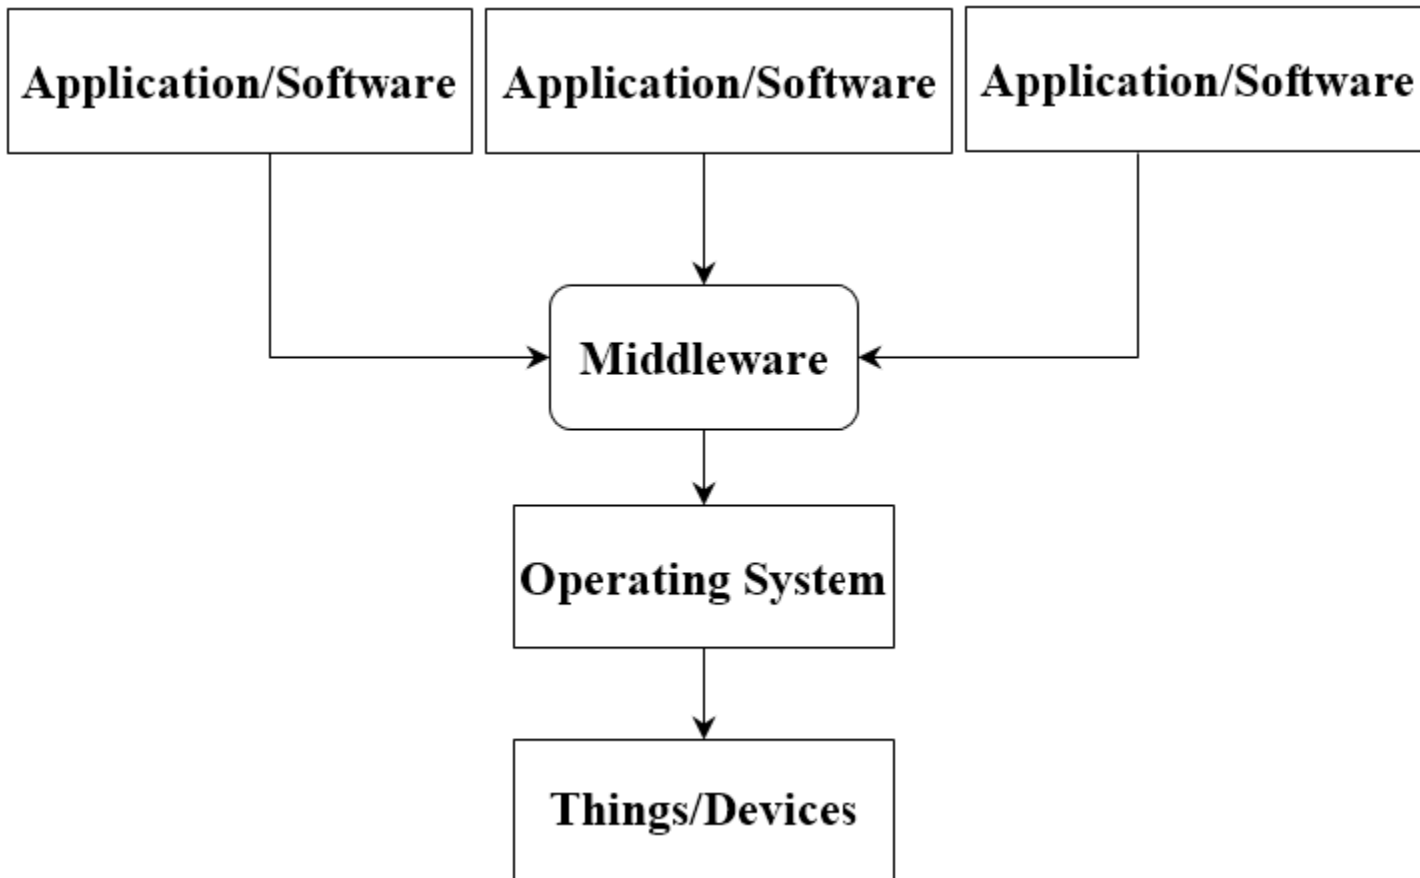 Application/Software
Application/Software
Application/Software
Middleware
Operating System
Things/Devices